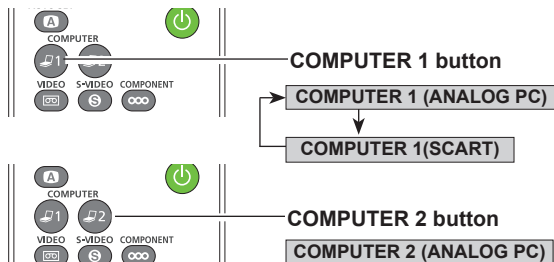 A
COMPUTER
1 2
COMPUTER 1 button
VIDEO S-VIDEO COMPONENT
S
COMPUTER 1 (ANALOG PC)
COMPUTER 1(SCART)
A
COMPUTER
1 2
COMPUTER 2 button
VIDEO S-VIDEO COMPONENT
S
COMPUTER 2 (ANALOG PC)